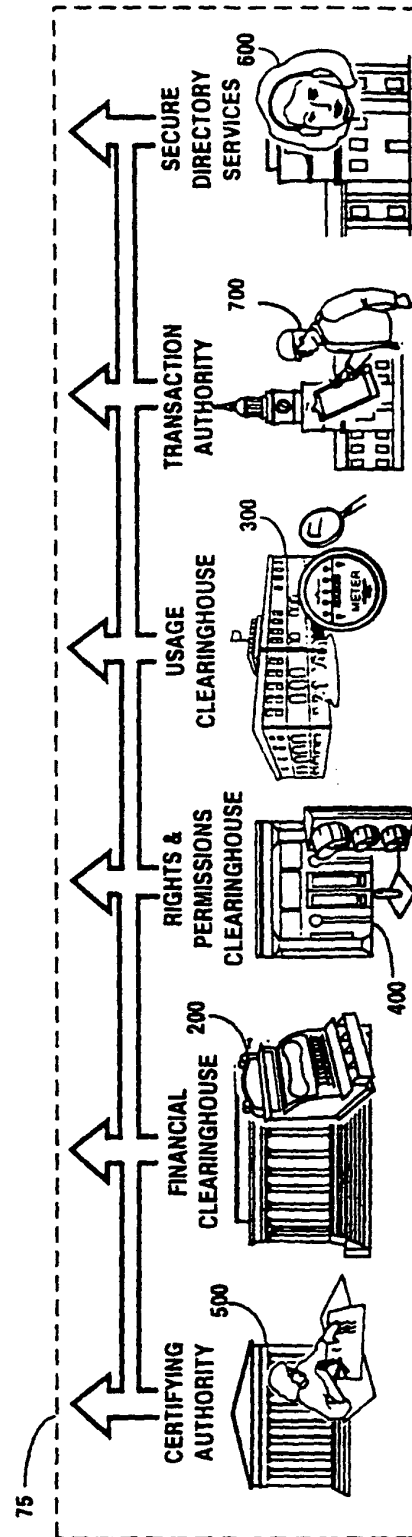 75
CERTIFYING
AUTHORITY
500
FINANCIAL
CLEARINGHOUSE
200
RIGHTS &
PERMISSIONS
CLEARINGHOUSE
400
USAGE
CLEARINGHOUSE
300
METER
TRANSACTION
AUTHORITY
700
SECURE
DIRECTORY
SERVICES
600